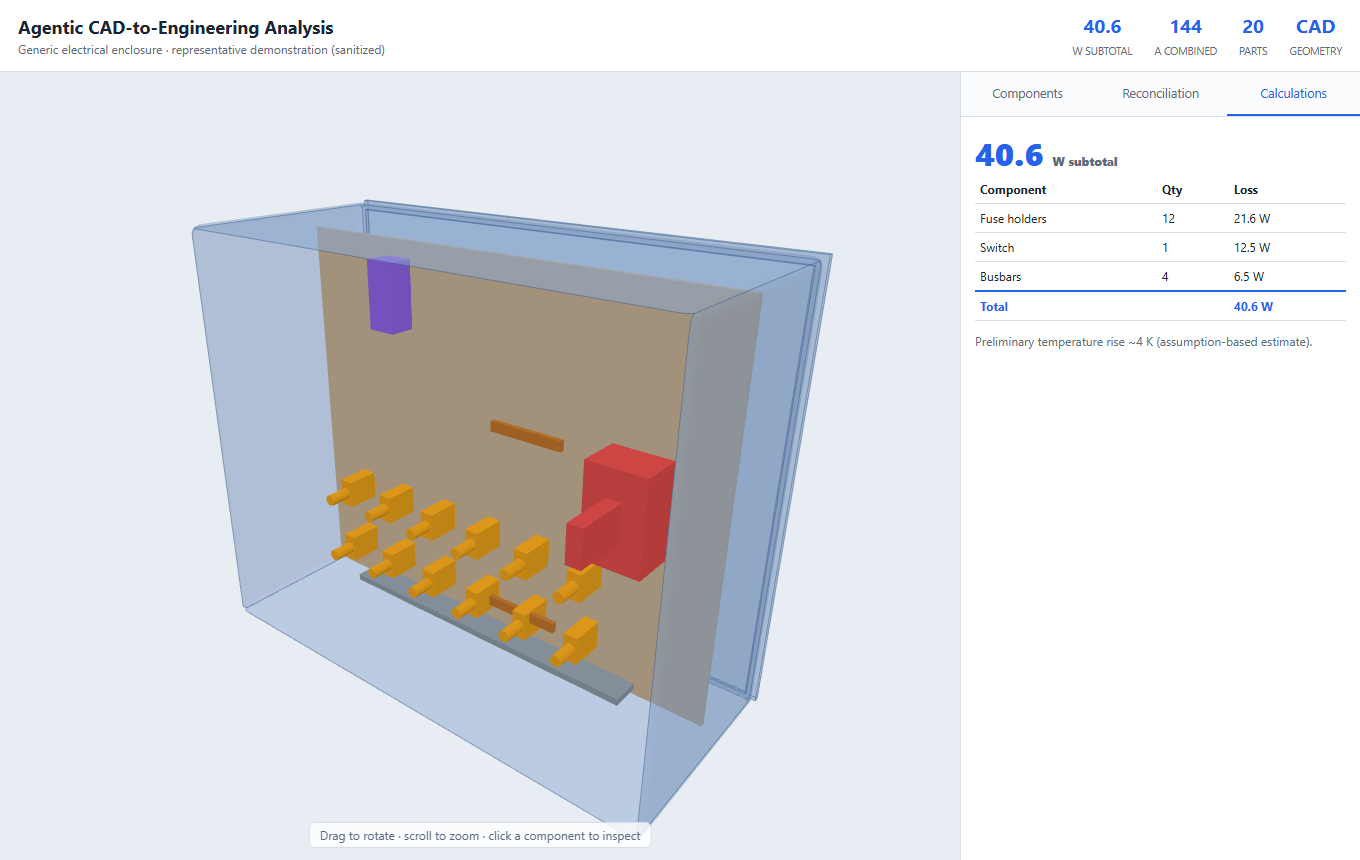 Agentic CAD-to-Engineering Analysis
Generic electrical enclosure · representative demonstration (sanitized)
40.6 144 20 CAD
W SUBTOTAL A COMBINED PARTS GEOMETRY
Components Reconciliation Calculations
40.6 W subtotal
Component Qty Loss
Fuse holders 12 21.6 W
Switch 1 12.5 W
Busbars 4 6.5 W
Total 40.6 W
Preliminary temperature rise ~4 K (assumption-based estimate).
Drag to rotate · scroll to zoom · click a component to inspect